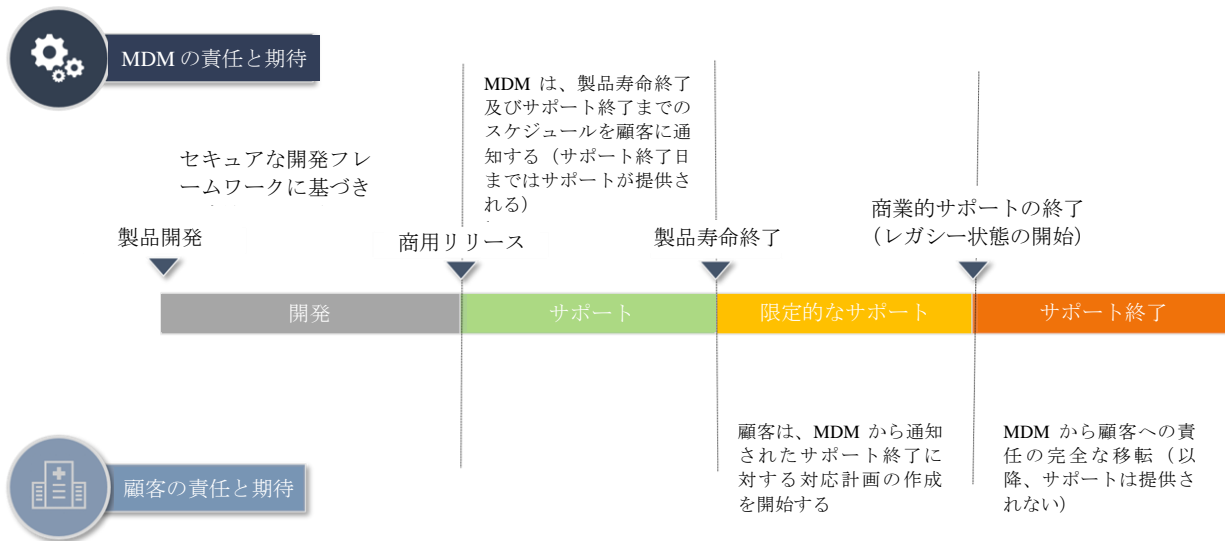 MDM の責任と期待
MDM は、製品寿命終了
及びサポート終了までの
スケジュールを顧客に通
知する（サポート終了日
まではサポートが提供さ
れる）
セキュアな開発フレ
ームワークに基づき
製品開発
商用リリース
製品寿命終了
商業的サポートの終了
（レガシー状態の開始）
開発
サポート
限定的なサポート
サポート終了
顧客の責任と期待
顧客は、MDM から通知
されたサポート終了に
対する対応計画の作成
を開始する
MDM から顧客への責
任の完全な移転（以
降、サポートは提供さ
れない）